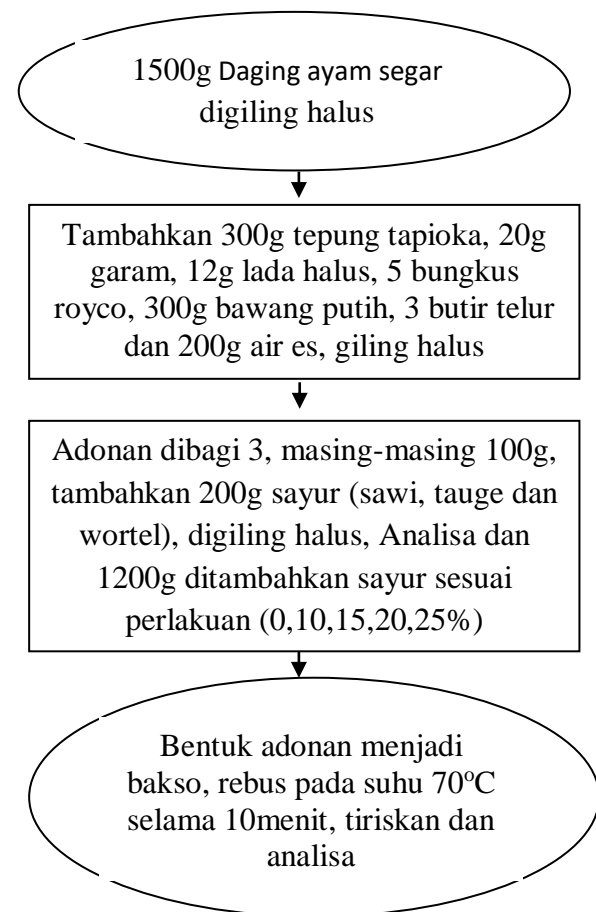 1500g Daging ayam segar
digiling halus
Tambahkan 300g tepung tapioka, 20g
garam, 12g lada halus, 5 bungkus
royco, 300g bawang putih, 3 butir telur
dan 200g air es, giling halus
Adonan dibagi 3, masing-masing 100g,
tambahkan 200g sayur (sawi, tauge dan
wortel), digiling halus, Analisa dan
1200g ditambahkan sayur sesuai
perlakuan (0,10,15,20,25%)
Bentuk adonan menjadi
bakso, rebus pada suhu 70°C
selama 10menit, tiriskan dan
analisa